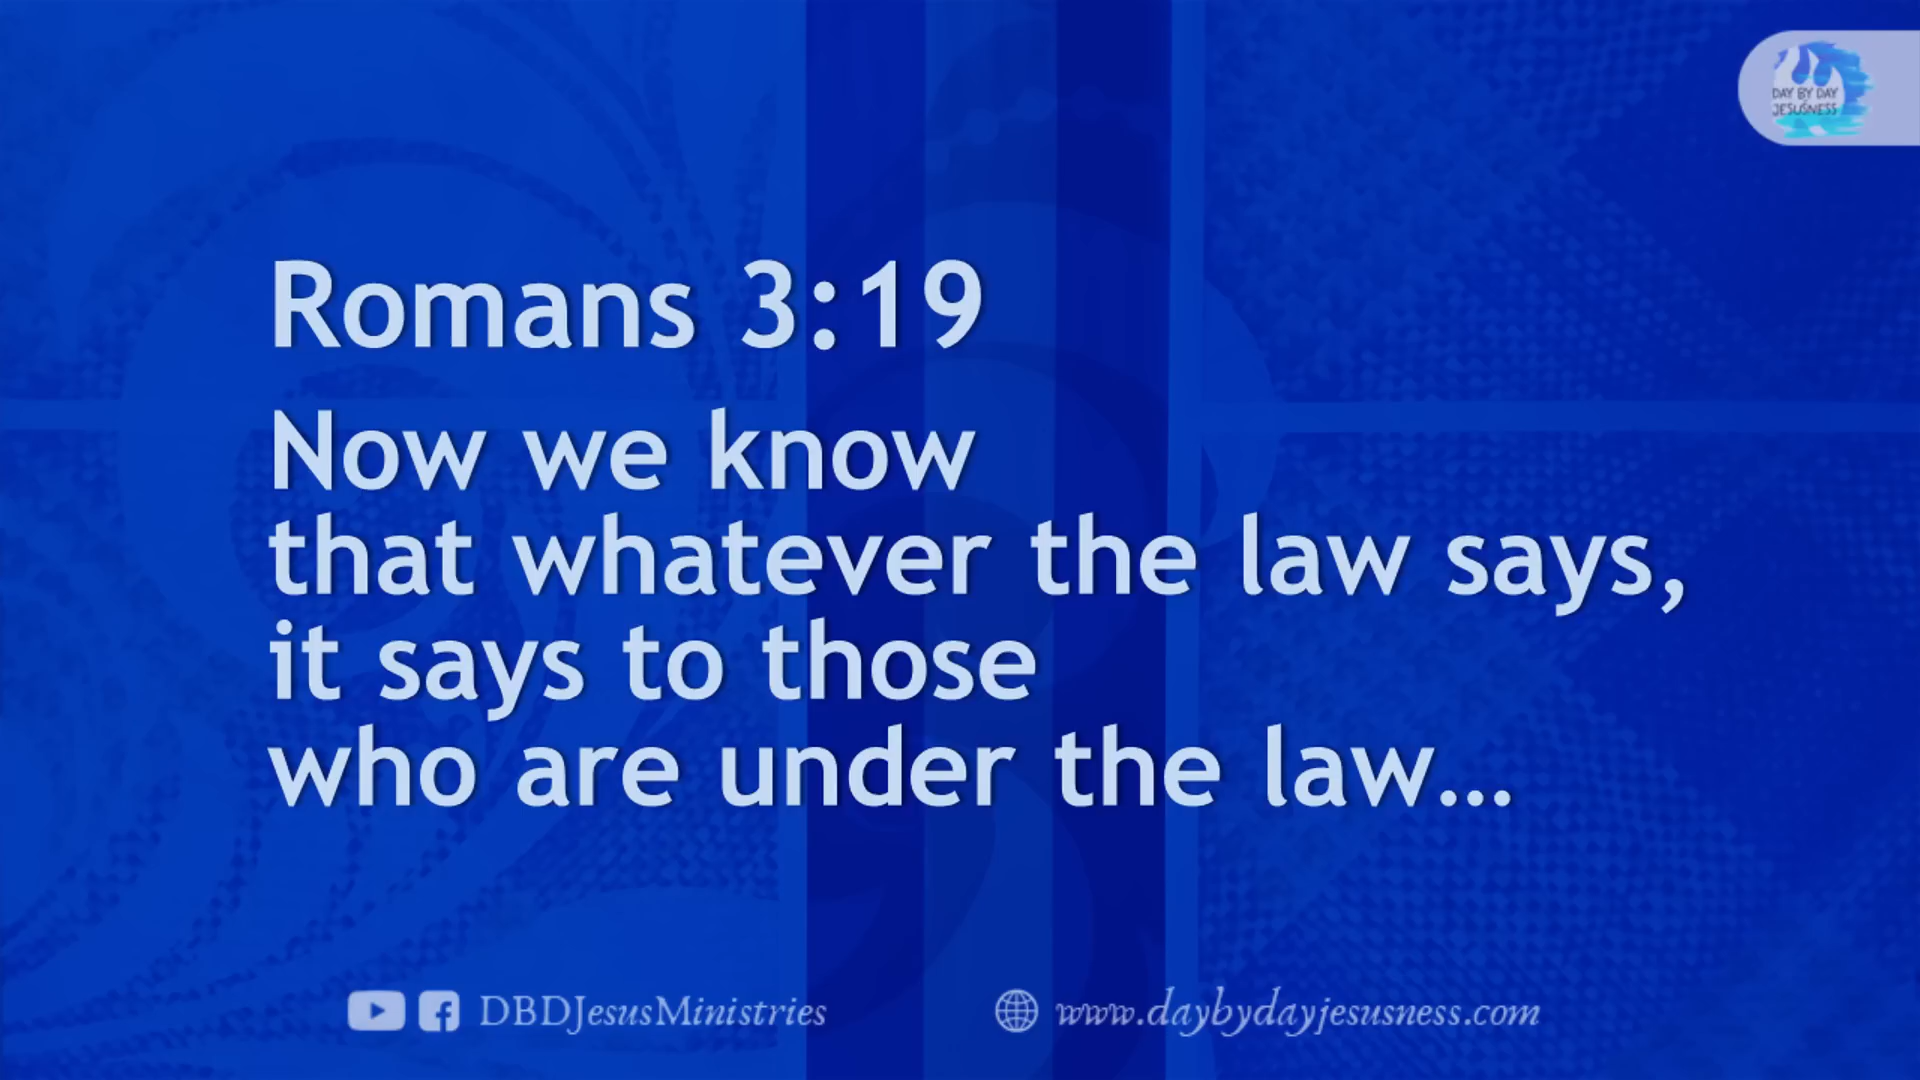 DAY BY DAY
JESUSNESS
Romans 3:19
Now we know
that whatever the law says,
it says to those
who are under the law...
DBDJesusMinistries
www.daybydayjesusness.com